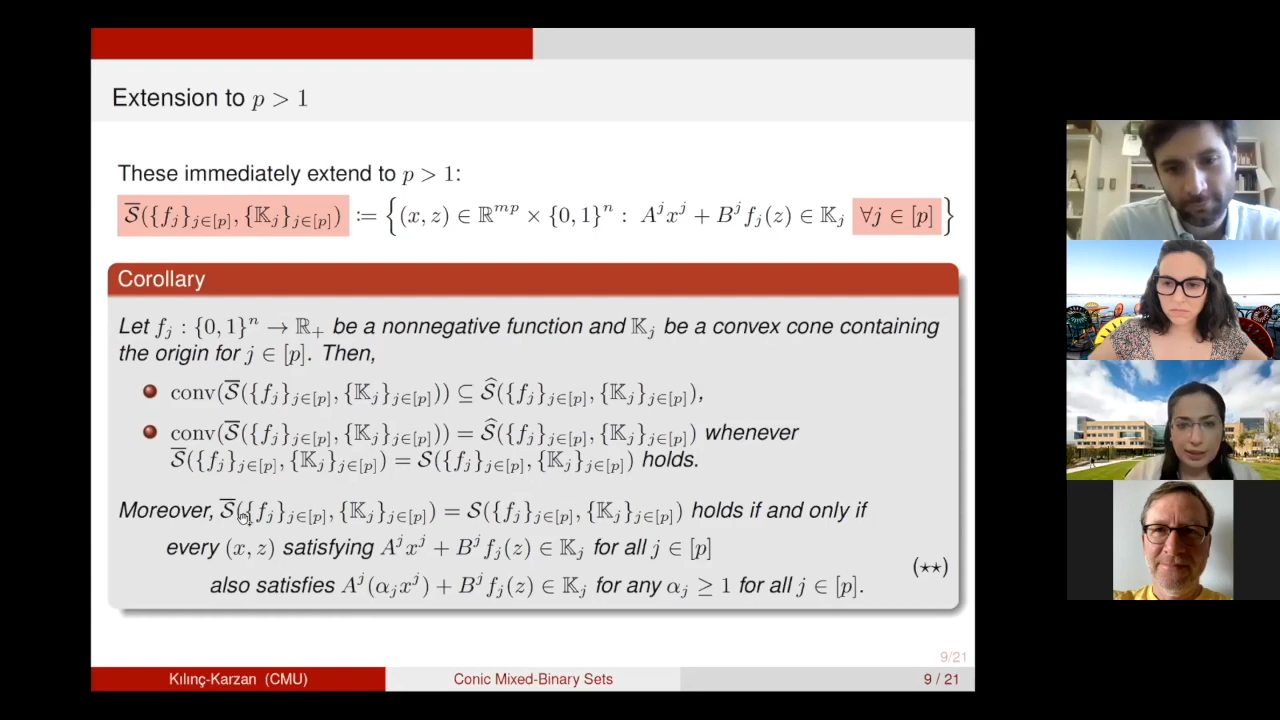 Extension to p > 1
These immediately extend to p > 1:
S̅({f_j}_{j∈[p]}, {𝕂_j}_{j∈[p]}) := {(x, z) ∈ ℝ^{mp} × {0, 1}^n : A^j x^j + B^j f_j(z) ∈ 𝕂_j ∀j ∈ [p]}
Corollary
Let f_j : {0, 1}^n → ℝ_+ be a nonnegative function and 𝕂_j be a convex cone containing
the origin for j ∈ [p]. Then,
conv(S̅({f_j}_{j∈[p]}, {𝕂_j}_{j∈[p]})) ⊆ Ŝ({f_j}_{j∈[p]}, {𝕂_j}_{j∈[p]}),
conv(S̅({f_j}_{j∈[p]}, {𝕂_j}_{j∈[p]})) = Ŝ({f_j}_{j∈[p]}, {𝕂_j}_{j∈[p]}) whenever
S̅({f_j}_{j∈[p]}, {𝕂_j}_{j∈[p]}) = S({f_j}_{j∈[p]}, {𝕂_j}_{j∈[p]}) holds.
Moreover, S̅({f_j}_{j∈[p]}, {𝕂_j}_{j∈[p]}) = S({f_j}_{j∈[p]}, {𝕂_j}_{j∈[p]}) holds if and only if
every (x, z) satisfying A^j x^j + B^j f_j(z) ∈ 𝕂_j for all j ∈ [p]
(⋆⋆)
also satisfies A^j(α_j x^j) + B^j f_j(z) ∈ 𝕂_j for any α_j ≥ 1 for all j ∈ [p].
9/21
Kılınç-Karzan (CMU)
Conic Mixed-Binary Sets
9 / 21